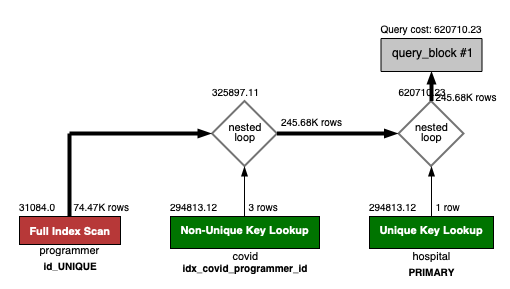 Query cost: 620710.23
query_block #1
325897.11
620710.23
245.68K rows
nested
loop
245.68K rows
nested
loop
31084.0
74.47K rows
294813.12
3 rows
294813.12
1 row
Full Index Scan
Non-Unique Key Lookup
Unique Key Lookup
programmer
covid
hospital
id_UNIQUE
idx_covid_programmer_id
PRIMARY